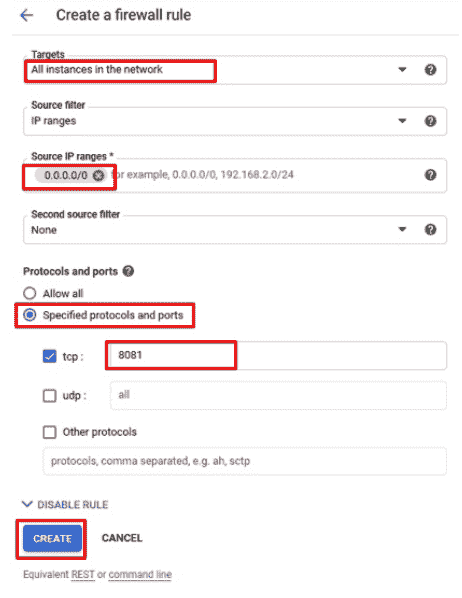 Create a firewall rule
Targets
All instances in the network
Source filter
IP ranges
Source IP ranges *
0.0.0.0/0 for example, 0.0.0.0/0, 192.168.2.0/24
Second source filter
None
Protocols and ports
Allow all
Specified protocols and ports
tcp : 8081
udp : all
Other protocols
protocols, comma separated, e.g. ah, sctp
DISABLE RULE
CREATE CANCEL
Equivalent REST or command line